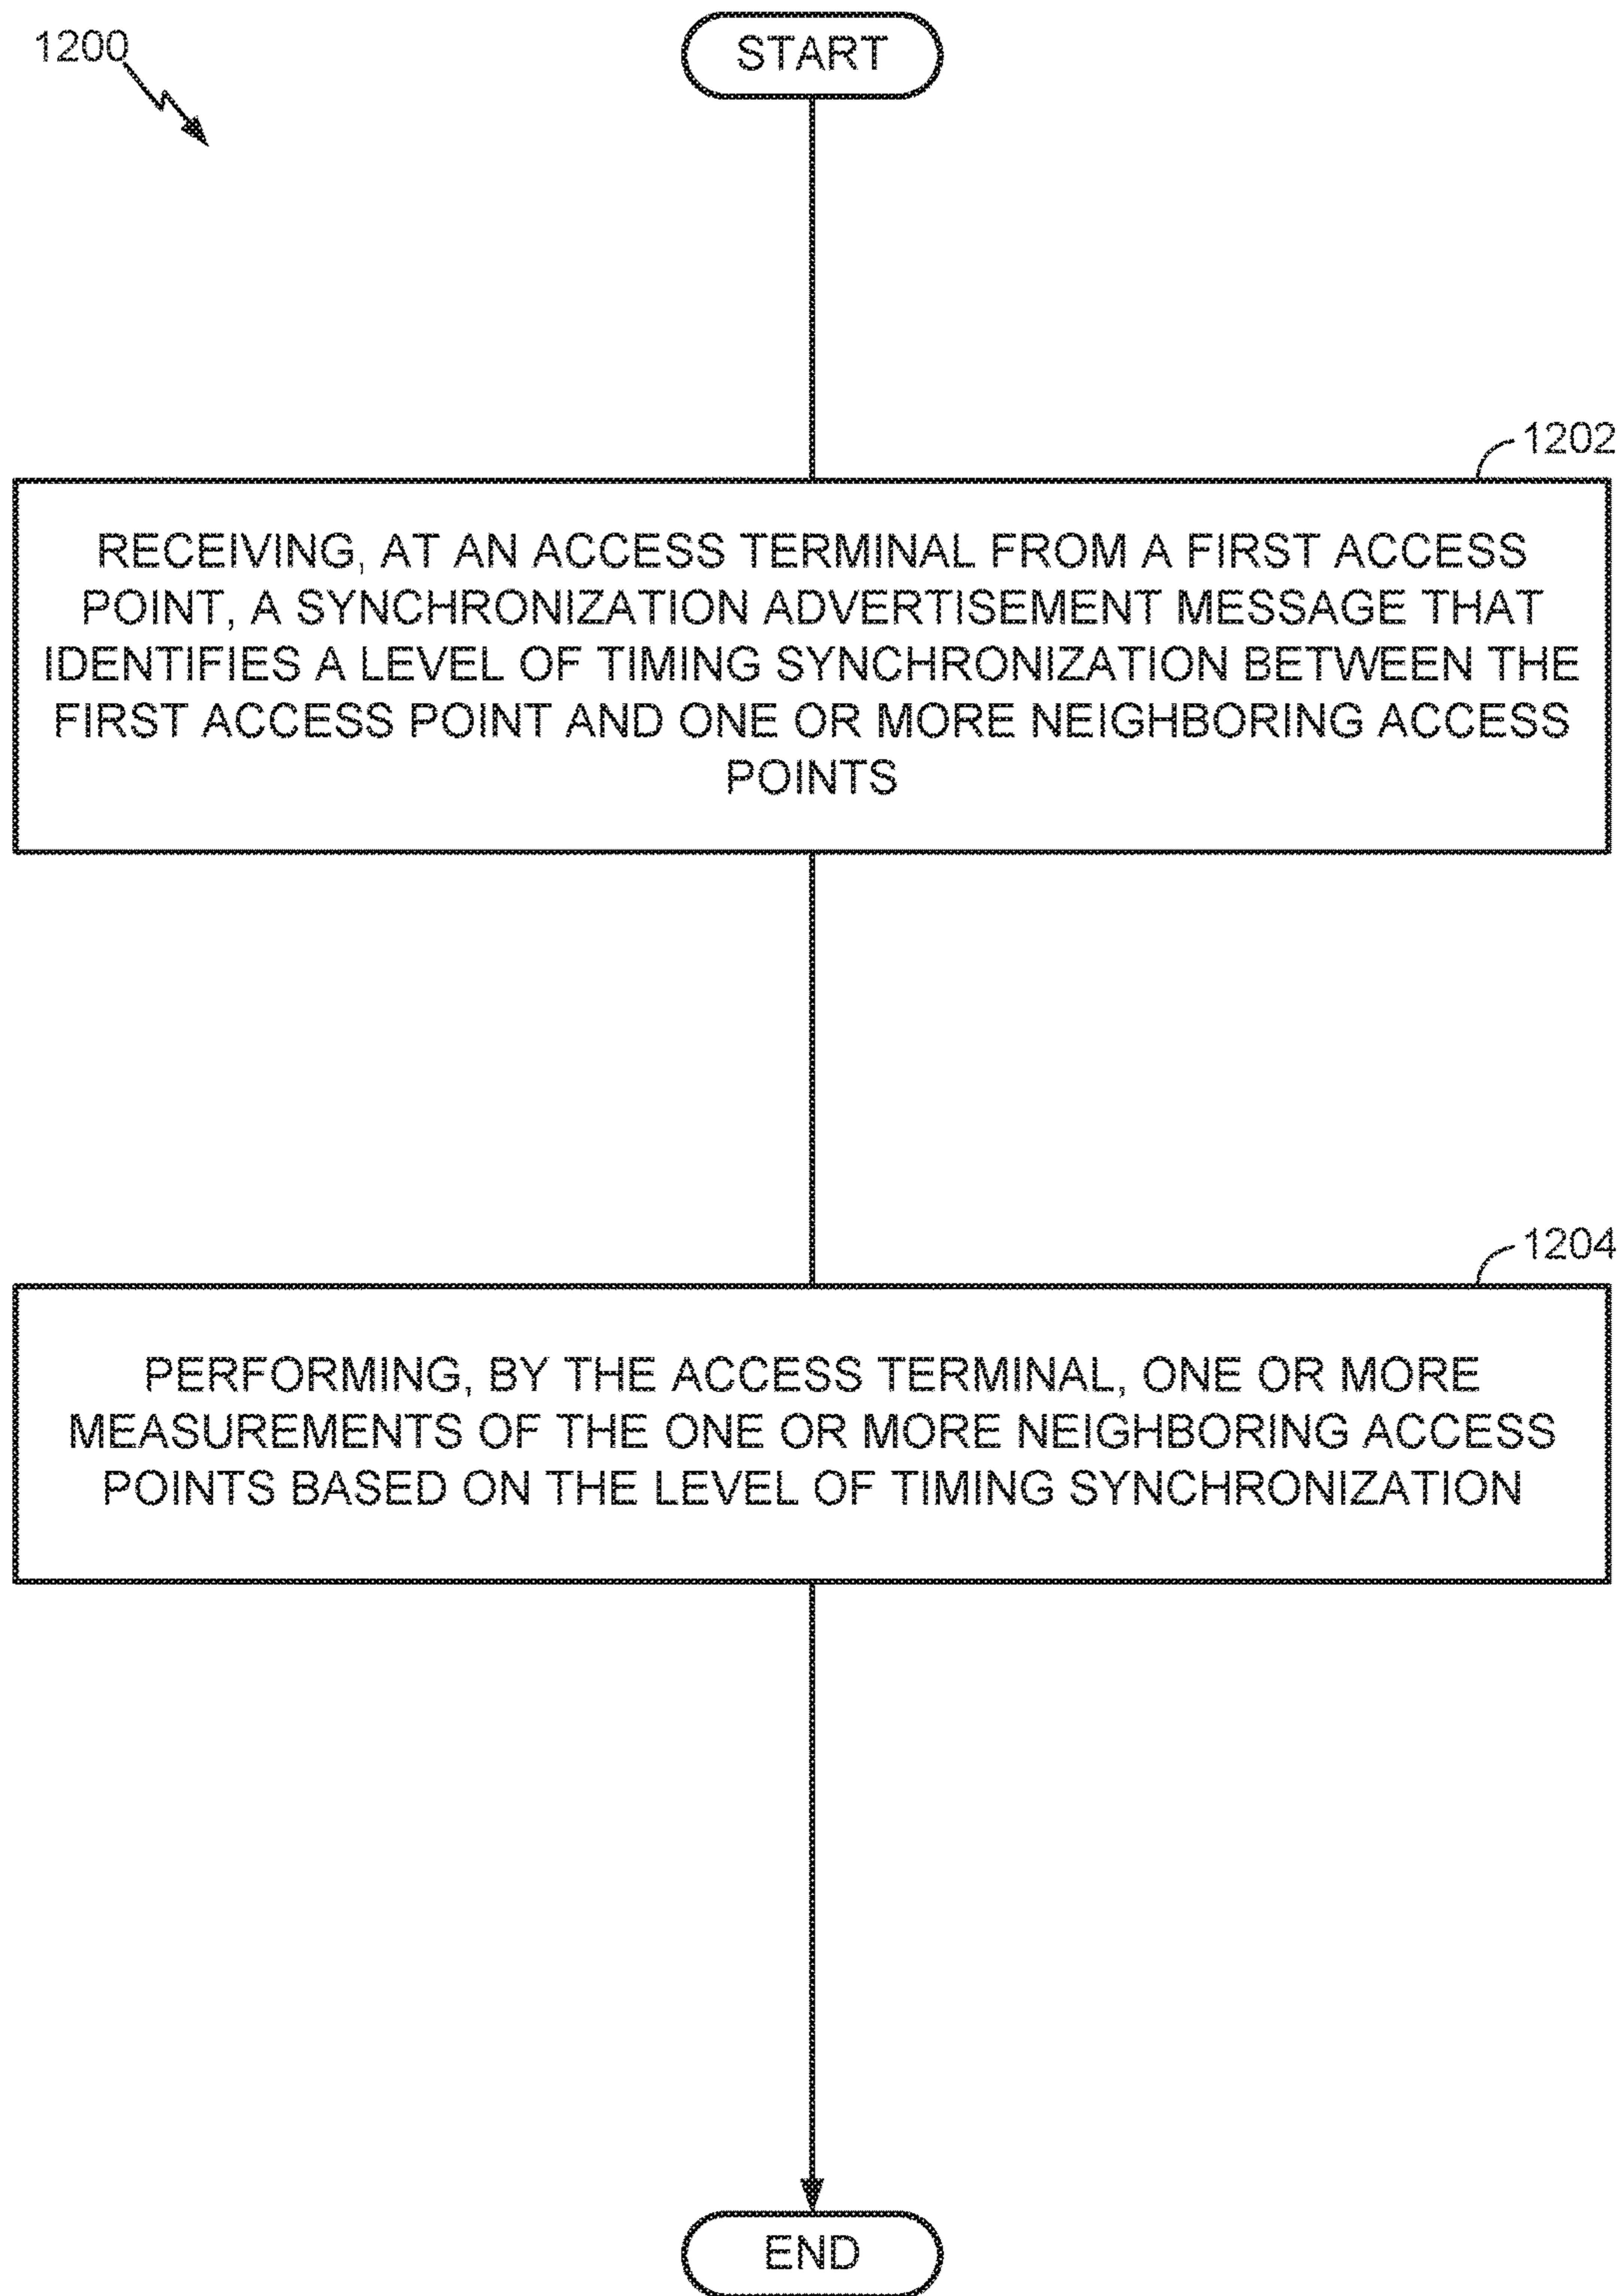 1200
START
1202
RECEIVING, AT AN ACCESS TERMINAL FROM A FIRST ACCESS
POINT, A SYNCHRONIZATION ADVERTISEMENT MESSAGE THAT
IDENTIFIES A LEVEL OF TIMING SYNCHRONIZATION BETWEEN THE
FIRST ACCESS POINT AND ONE OR MORE NEIGHBORING ACCESS
POINTS
1204
PERFORMING, BY THE ACCESS TERMINAL, ONE OR MORE
MEASUREMENTS OF THE ONE OR MORE NEIGHBORING ACCESS
POINTS BASED ON THE LEVEL OF TIMING SYNCHRONIZATION
END